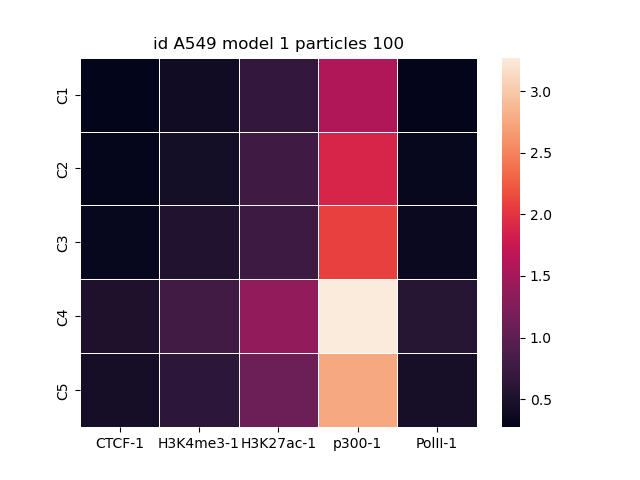 id A549 model 1 particles 100
C1
C2
C3
C4
C5
CTCF-1 H3K4me3-1 H3K27ac-1 p300-1 PolII-1
3.0
2.5
2.0
1.5
1.0
0.5